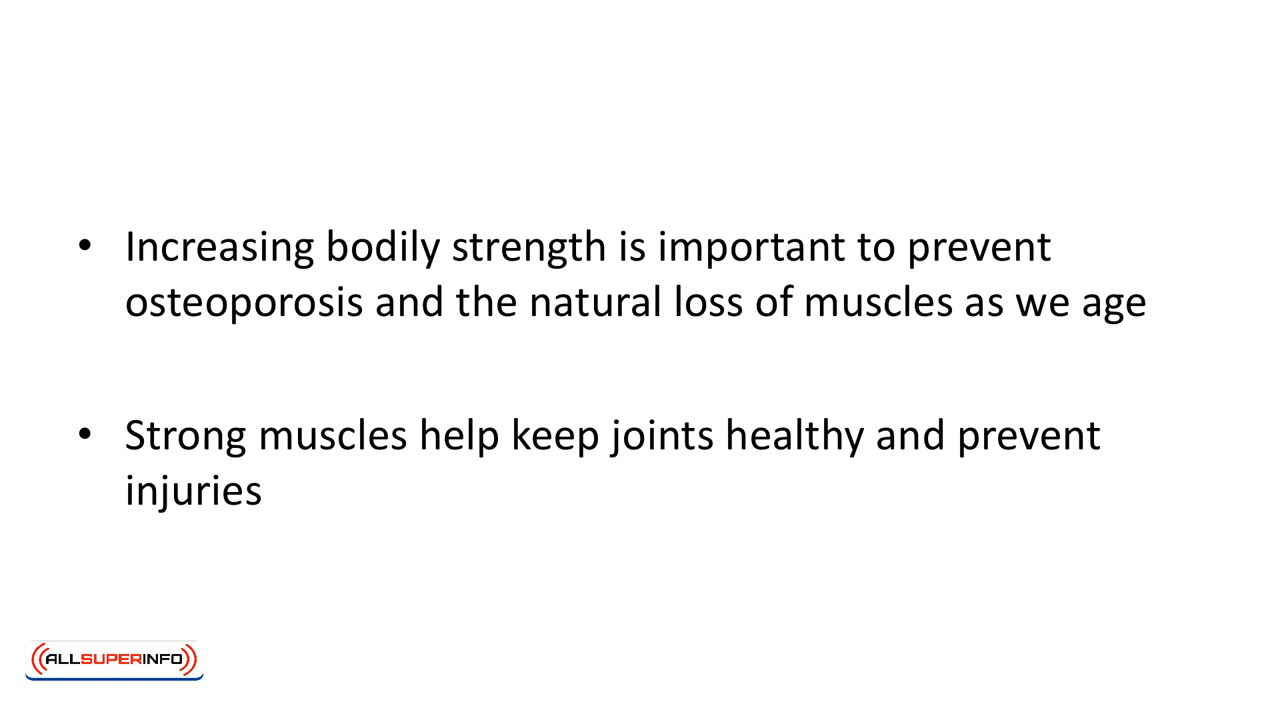 • Increasing bodily strength is important to prevent
osteoporosis and the natural loss of muscles as we age
• Strong muscles help keep joints healthy and prevent
injuries
ALLSUPERINFO